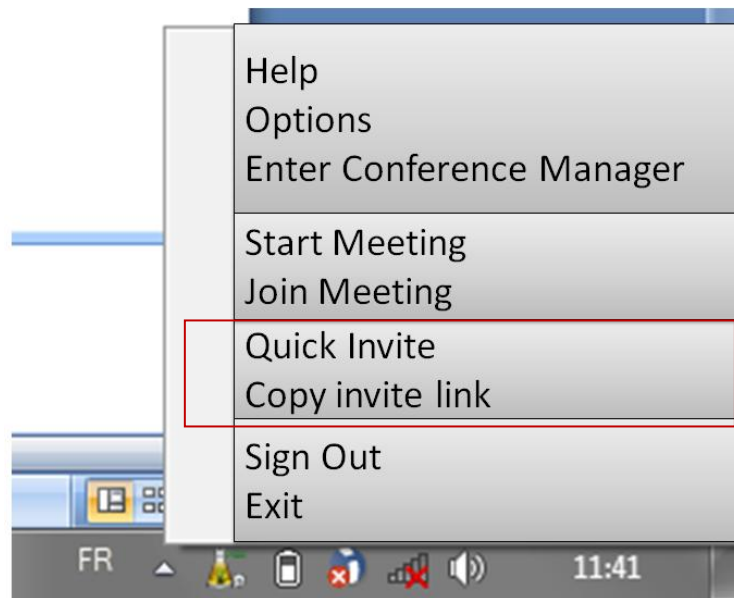 Help
Options
Enter Conference Manager
Start Meeting
Join Meeting
Quick Invite
Copy invite link
Sign Out
Exit
FR
11:41